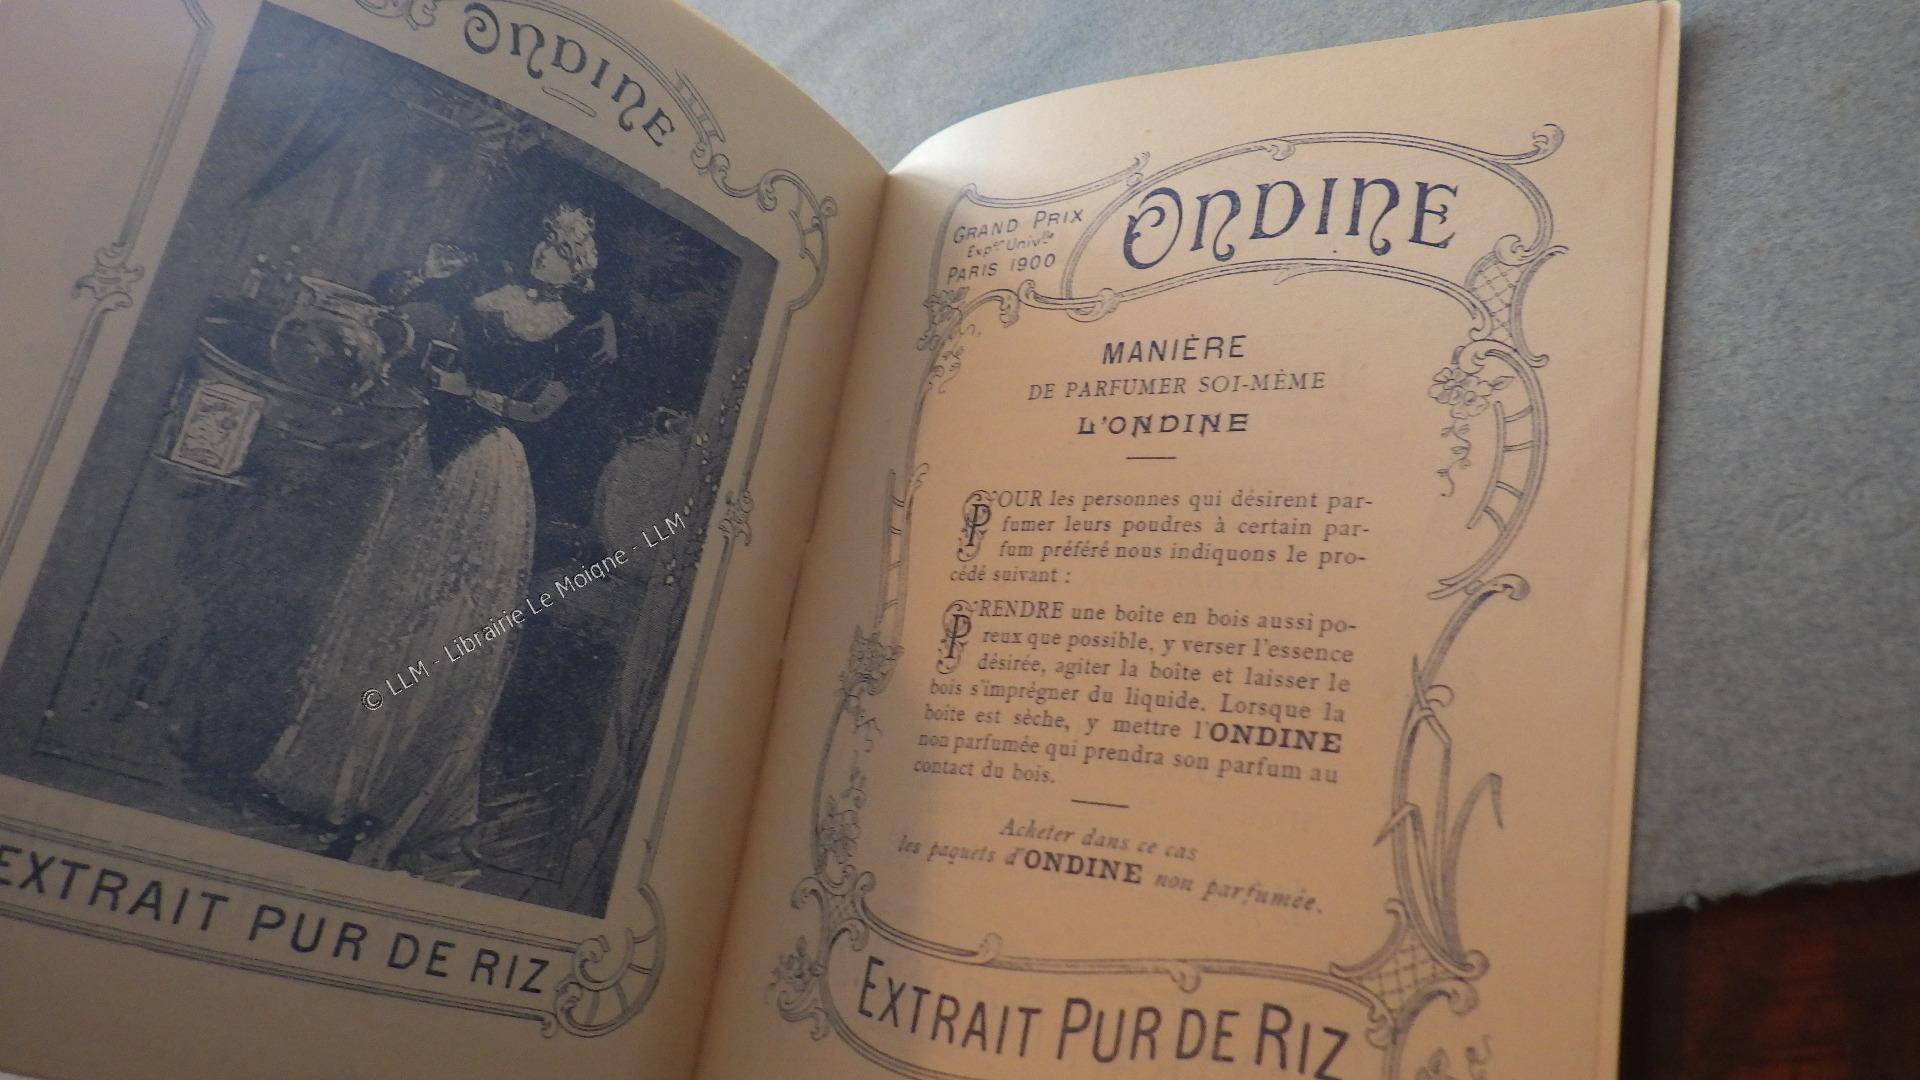 ONDINE
EXTRAIT PUR DE RIZ
© LLM - Librairie Le Moigne - LLM
GRAND PRIX
Expon Univlle
PARIS 1900
ONDINE
MANIÈRE
DE PARFUMER SOI-MÈME
L'ONDINE
POUR les personnes qui désirent par-
fumer leurs poudres à certain par-
fum préféré nous indiquons le pro-
cédé suivant :
PRENDRE une boîte en bois aussi po-
reux que possible, y verser l'essence
désirée, agiter la boîte et laisser le
bois s'imprégner du liquide. Lorsque la
boîte est sèche, y mettre l'ONDINE
non parfumée qui prendra son parfum au
contact du bois.
Acheter dans ce cas
les paquets d'ONDINE non parfumée.
EXTRAIT PUR DE RIZ